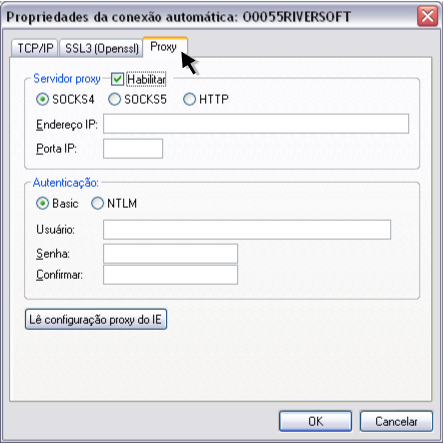 Propriedades da conexão automática: O0055RIVERSOFT
TCP/IP SSL3 (Openssl) Proxy
Servidor proxy Habilitar
SOCKS4 SOCKS5 HTTP
Endereço IP:
Porta IP:
Autenticação:
Basic NTLM
Usuário:
Senha:
Confirmar:
Lê configuração proxy do IE
OK Cancelar